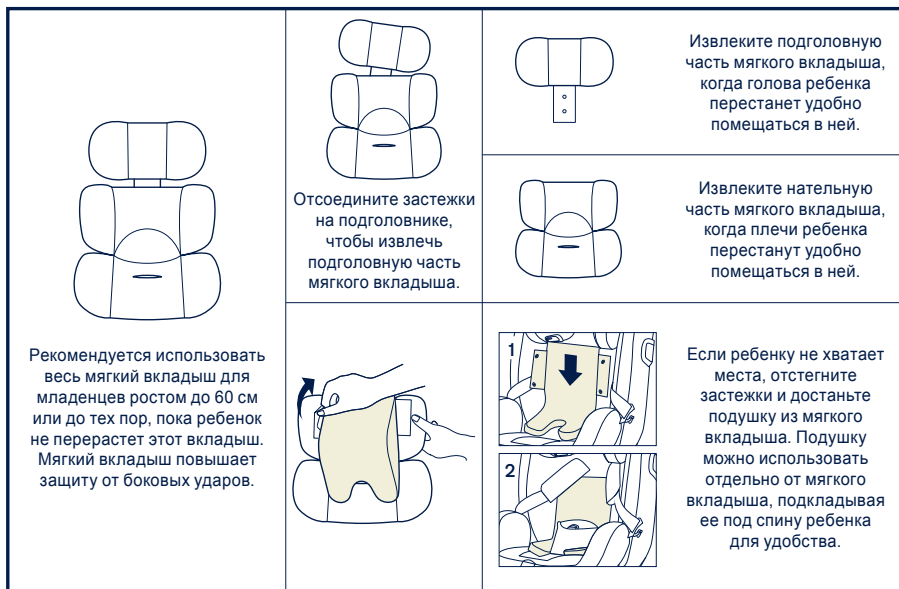 Рекомендуется использовать
весь мягкий вкладыш для
младенцев ростом до 60 см
или до тех пор, пока ребенок
не перерастет этот вкладыш.
Мягкий вкладыш повышает
защиту от боковых ударов.
Отсоедините застежки
на подголовнике,
чтобы извлечь
подголовную часть
мягкого вкладыша.
Извлеките подголовную
часть мягкого вкладыша,
когда голова ребенка
перестанет удобно
помещаться в ней.
Извлеките нательную
часть мягкого вкладыша,
когда плечи ребенка
перестанут удобно
помещаться в ней.
1
2
Если ребенку не хватает
места, отстегните
застежки и достаньте
подушку из мягкого
вкладыша. Подушку
можно использовать
отдельно от мягкого
вкладыша, подкладывая
ее под спину ребенка
для удобства.